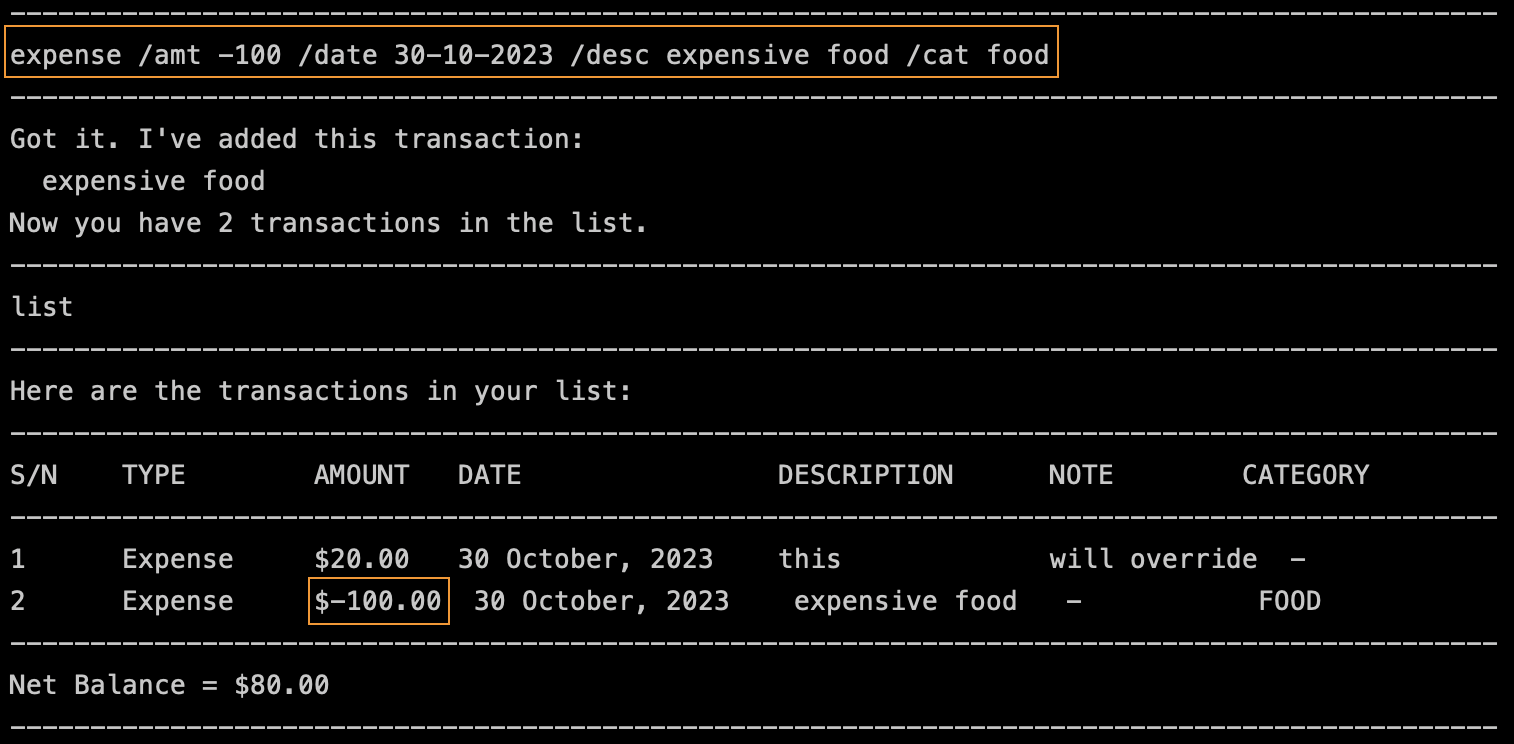 expense /amt -100 /date 30-10-2023 /desc expensive food /cat food
Got it. I've added this transaction:
expensive food
Now you have 2 transactions in the list.
list
Here are the transactions in your list:
S/N TYPE AMOUNT DATE DESCRIPTION NOTE CATEGORY
1 Expense $20.00 30 October, 2023 this will override -
2 Expense $-100.00 30 October, 2023 expensive food - FOOD
Net Balance = $80.00